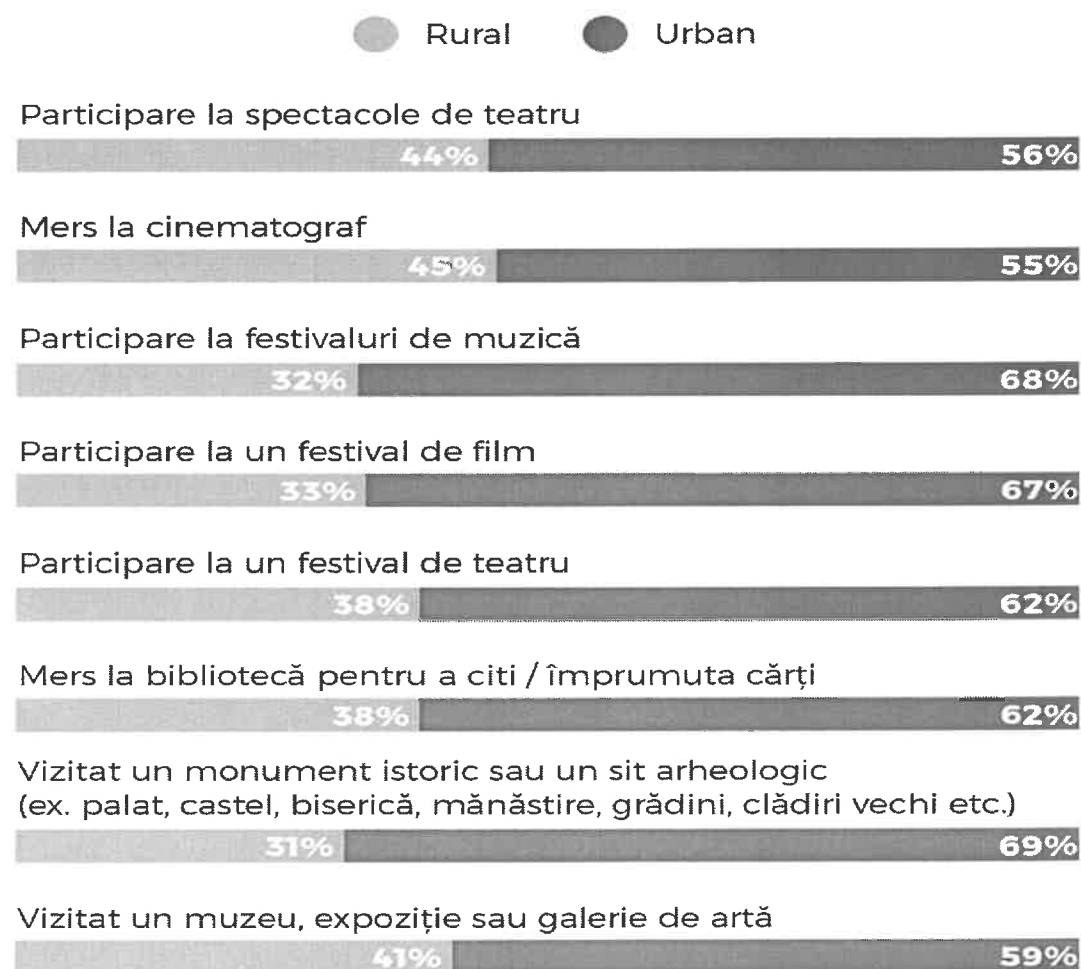 Rural Urban
Participare la spectacole de teatru
44% 56%
Mers la cinematograf
45% 55%
Participare la festivaluri de muzică
32% 68%
Participare la un festival de film
33% 67%
Participare la un festival de teatru
38% 62%
Mers la bibliotecă pentru a citi / împrumuta cărți
38% 62%
Vizitat un monument istoric sau un sit arheologic
(ex. palat, castel, biserică, mănăstire, grădini, clădiri vechi etc.)
31% 69%
Vizitat un muzeu, expoziție sau galerie de artă
41% 59%